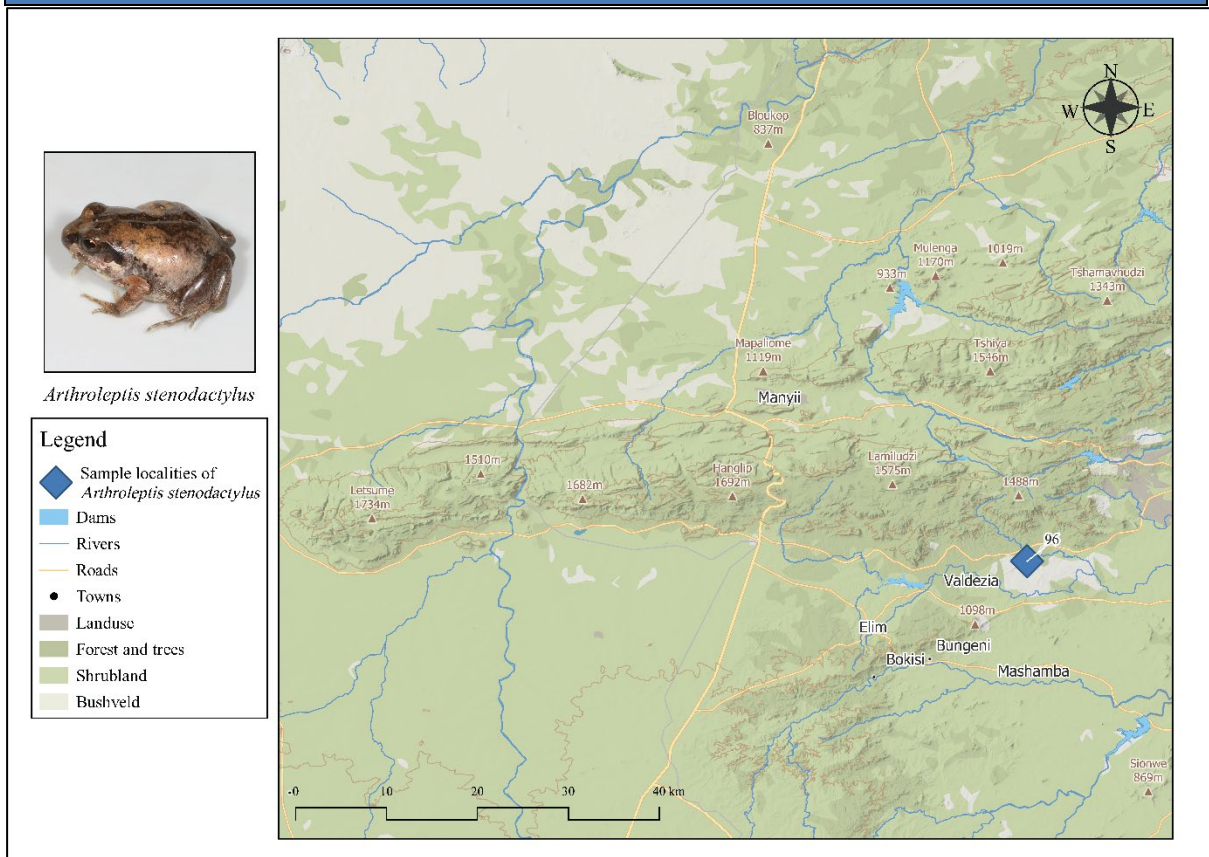 Arthroleptis stenodactylus
Legend
Sample localities of
Arthroleptis stenodactylus
Dams
Rivers
Roads
Towns
Landuse
Forest and trees
Shrubland
Bushveld
N
W E
S
Bloukop
837m
Mulenga
1170m
1019m
933m
Tshamavhudzi
1343m
Mapaliome
1119m
Tshiya
1546m
Manyii
1510m
Letsume
1734m
1682m
Hanglip
1692m
Lamiludzi
1575m
1488m
96
Valdezia
1098m
Elim
Bungeni
Bokisi
Mashamba
Sionwe
869m
-0 10 20 30 40 km